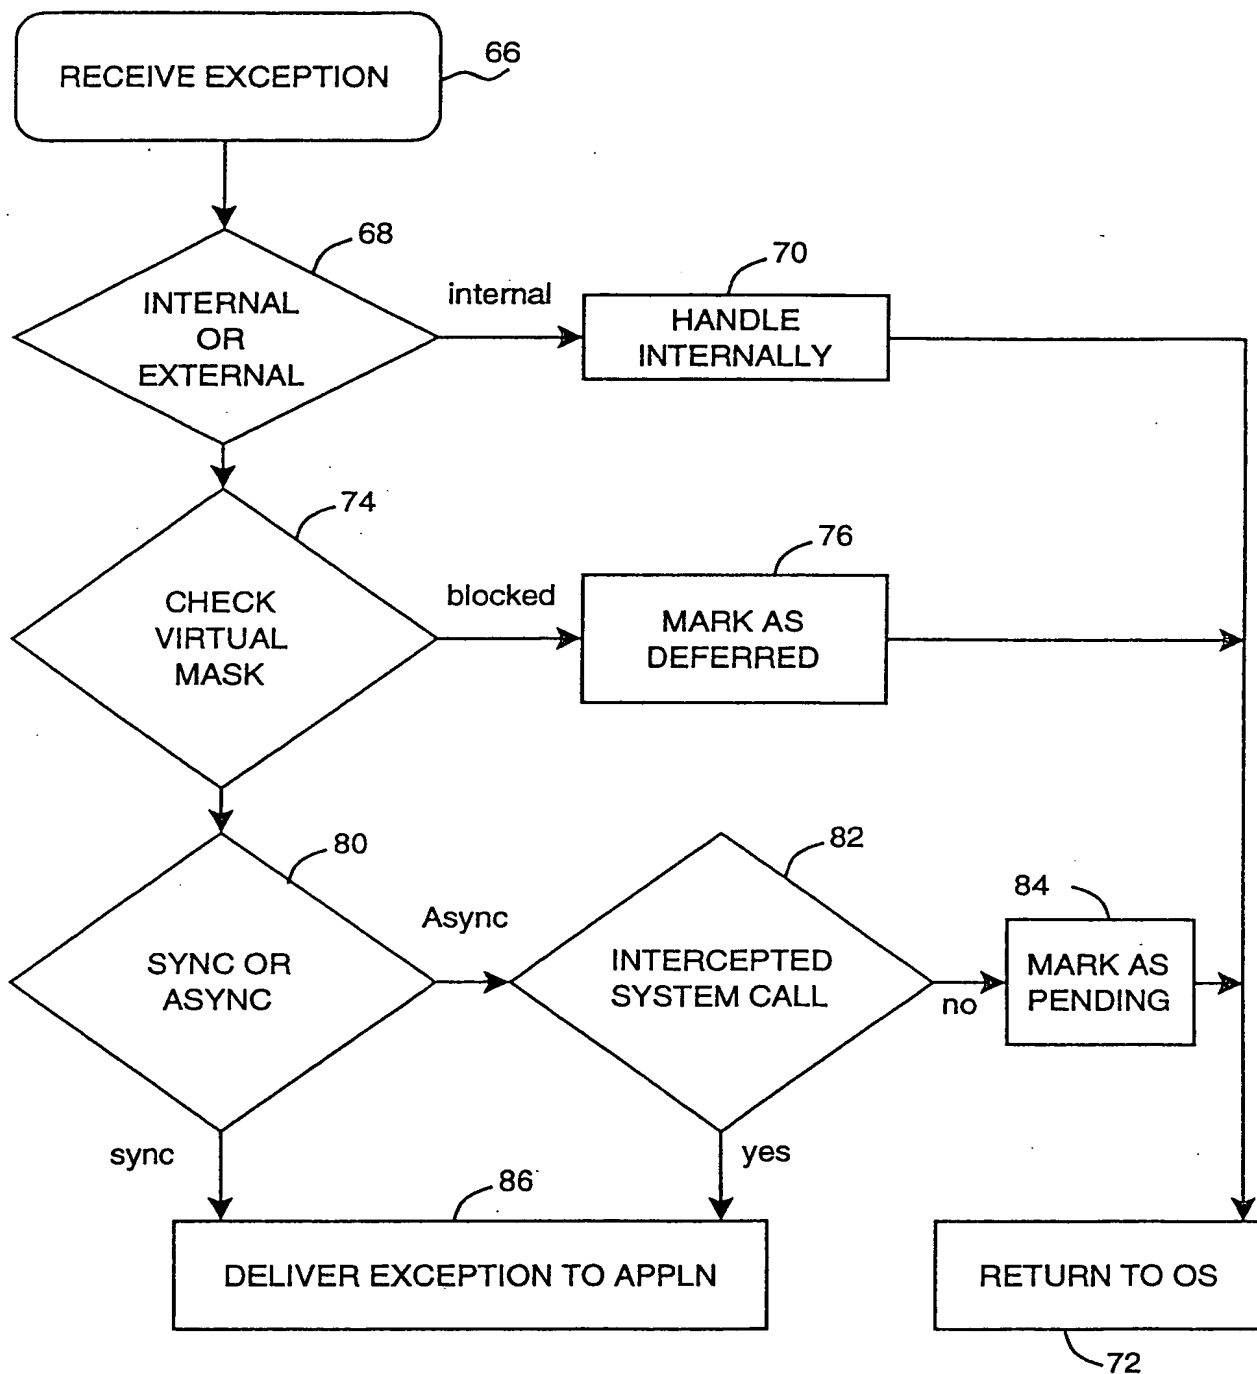 RECEIVE EXCEPTION
66
68
INTERNAL
OR
EXTERNAL
internal
70
HANDLE
INTERNALLY
74
CHECK
VIRTUAL
MASK
blocked
76
MARK AS
DEFERRED
80
SYNC OR
ASYNC
Async
82
INTERCEPTED
SYSTEM CALL
no
84
MARK AS
PENDING
sync
yes
86
DELIVER EXCEPTION TO APPLN
RETURN TO OS
72